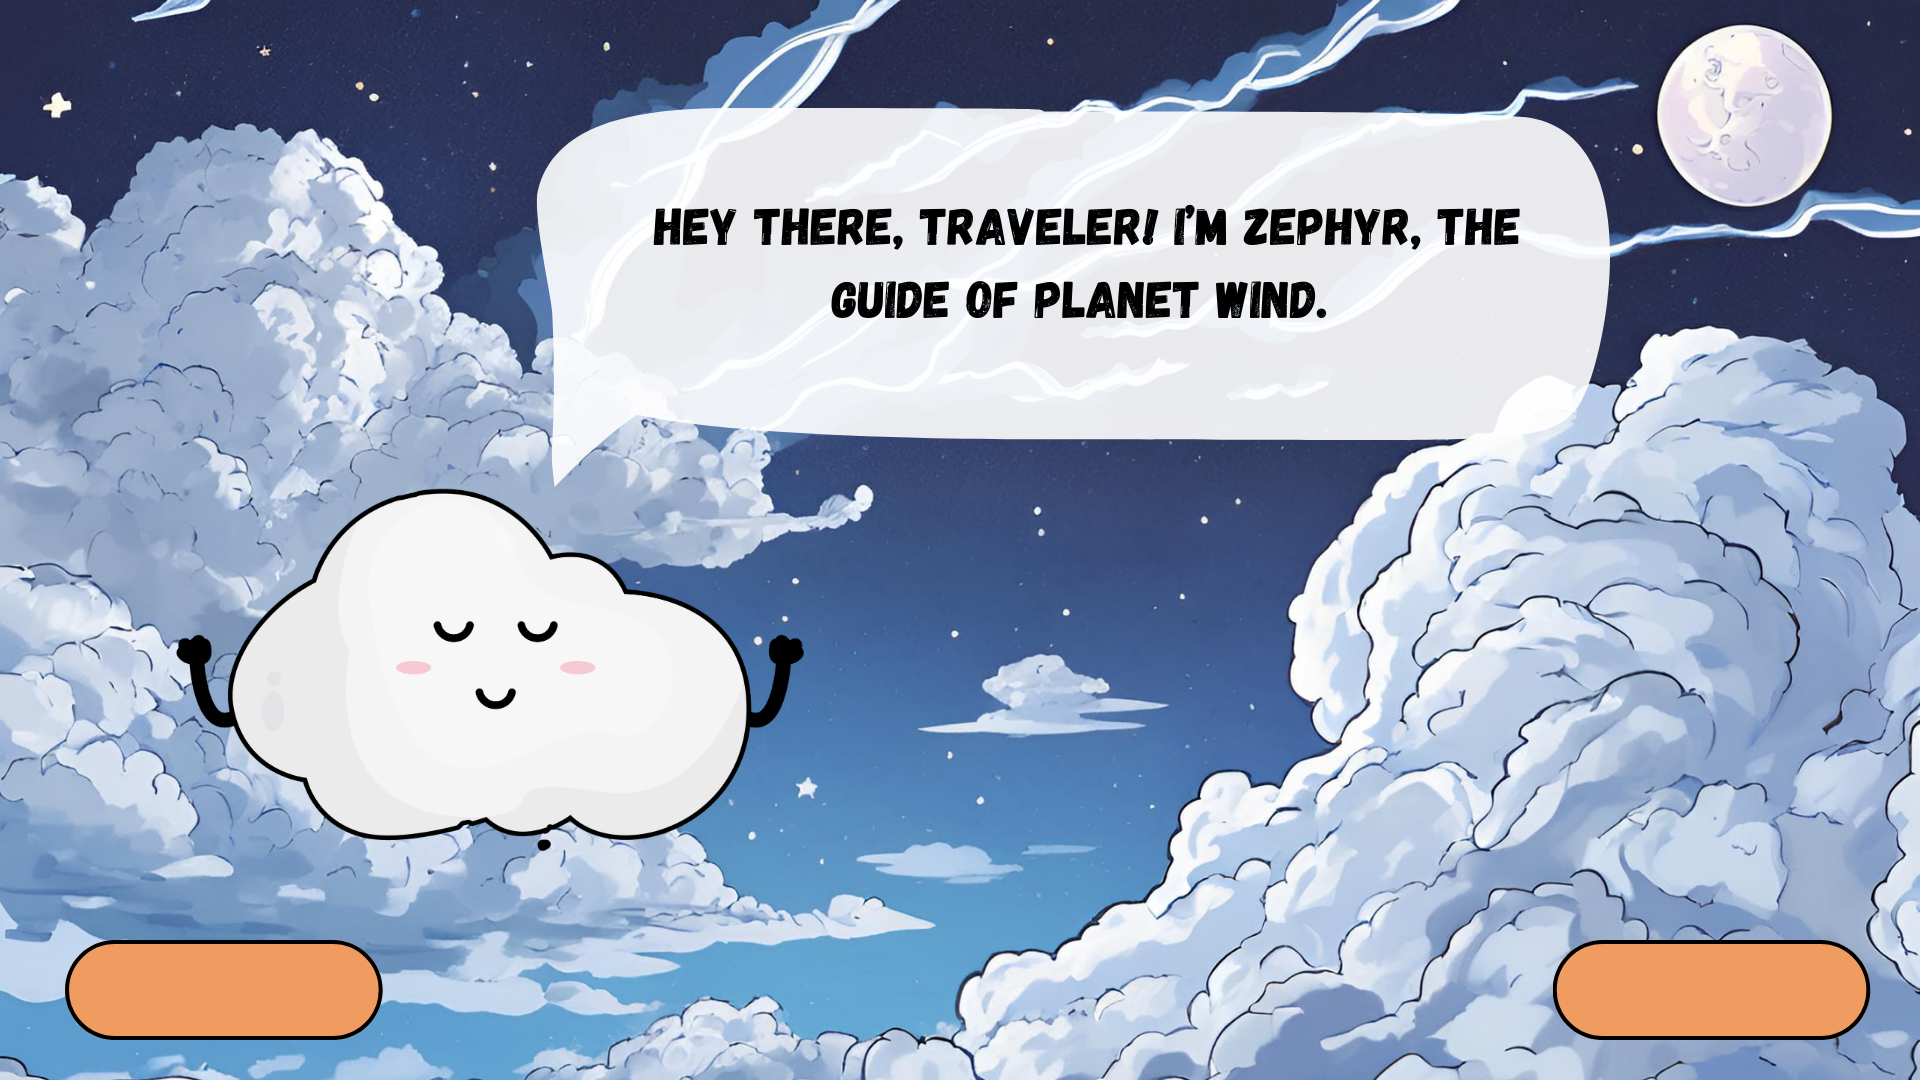 HEY THERE, TRAVELER! I'M ZEPHYR, THE
GUIDE OF PLANET WIND.